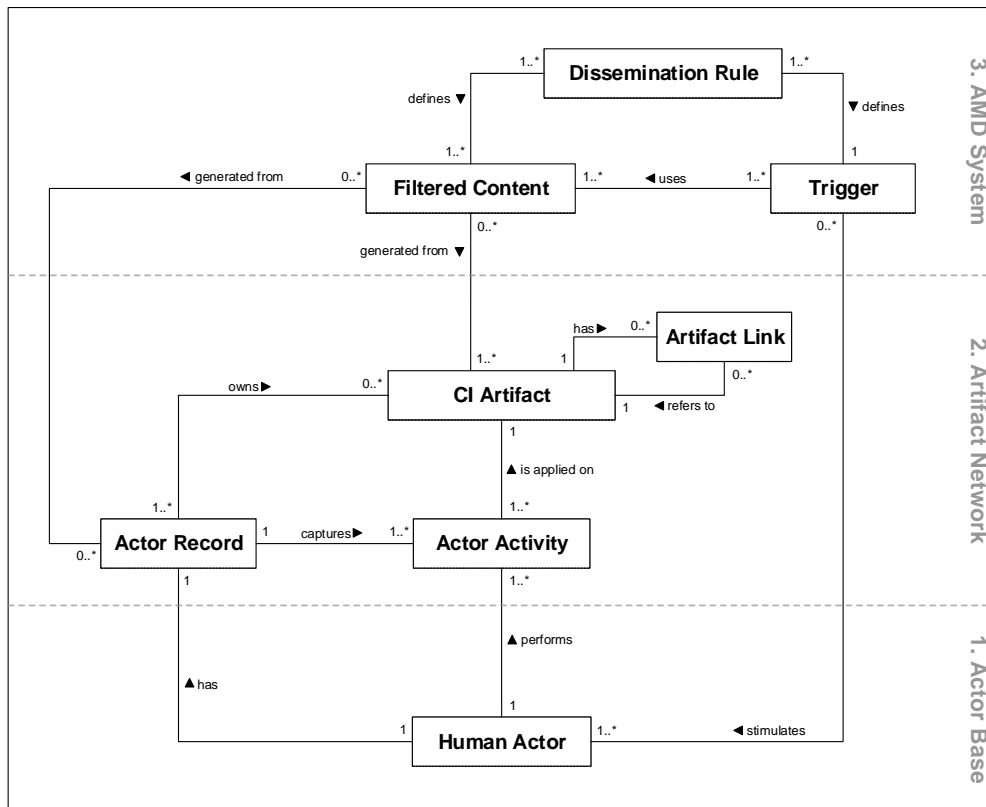 1..*
Dissemination Rule
1..*
defines ▼
▼ defines
1..*
1
◄ generated from
0..*
Filtered Content
1..*
◄ uses
1..*
Trigger
0..*
0..*
generated from ▼
3. AMD System
has ►
0..*
Artifact Link
1
0..*
1..*
owns ►
0..*
CI Artifact
1
◄ refers to
1
▲ is applied on
2. Artifact Network
1..*
1..*
Actor Record
1
captures ►
1..*
Actor Activity
0..*
1
1..*
▲ performs
▲ has
1
1
Human Actor
1..*
◄ stimulates
1. Actor Base